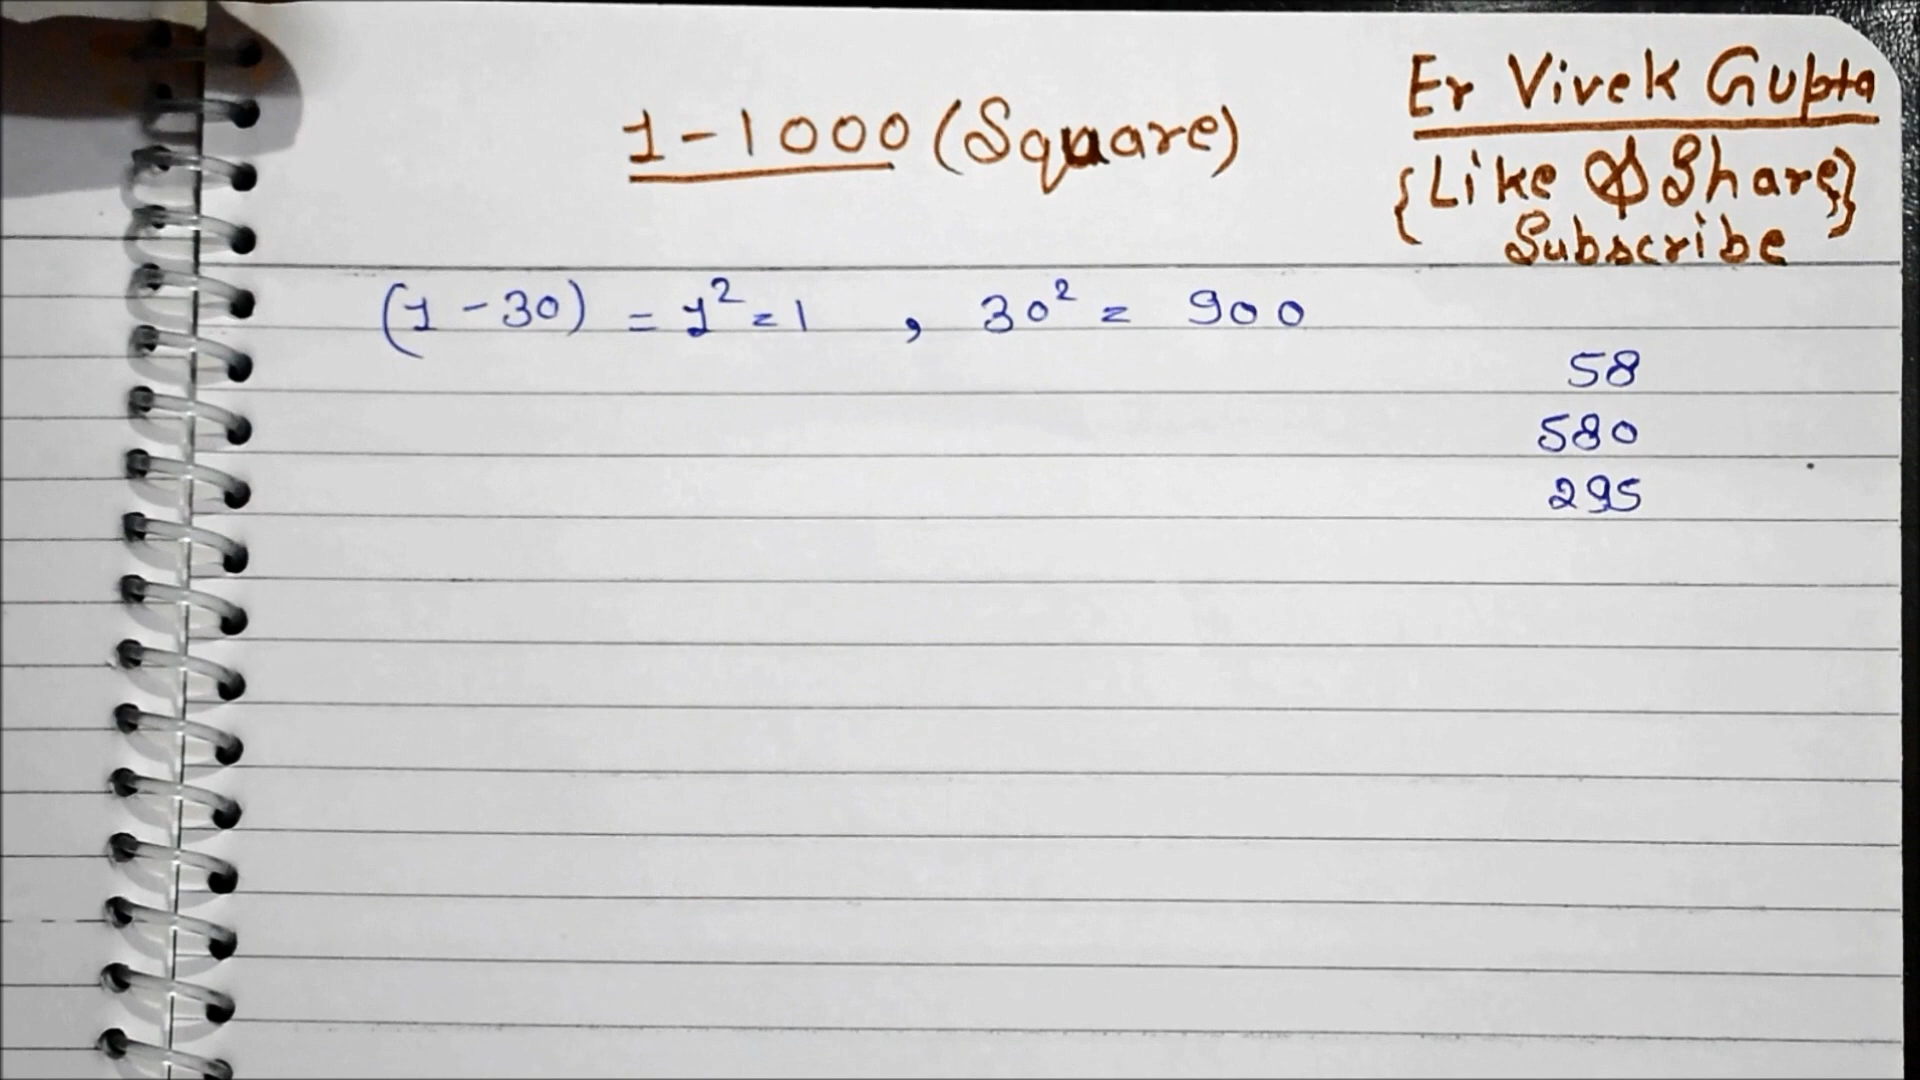 1-1000 (Square)
Er Vivek Gupta
{Like & Share}
Subscribe
(1-30) = 1² = 1 , 30² = 900
58
580
295